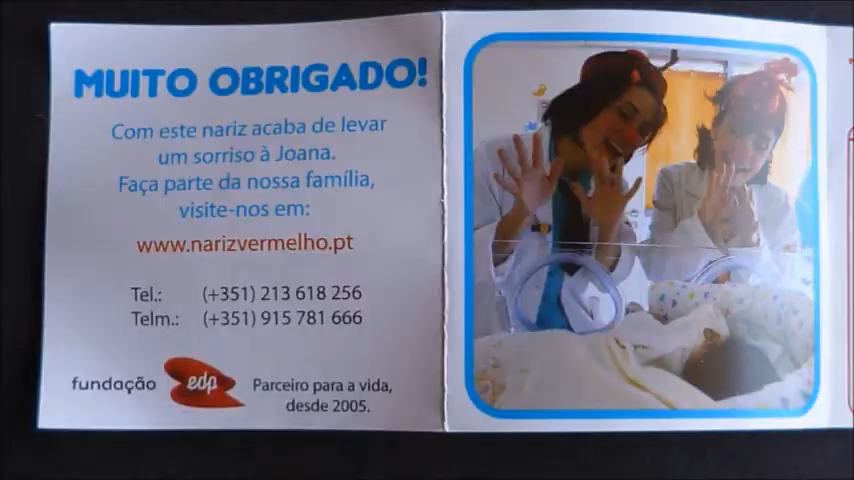 MUITO OBRIGADO!
Com este nariz acaba de levar
um sorriso à Joana.
Faça parte da nossa família,
visite-nos em:
www.narizvermelho.pt
Tel.: (+351) 213 618 256
Telm.: (+351) 915 781 666
fundação edp
Parceiro para a vida,
desde 2005.